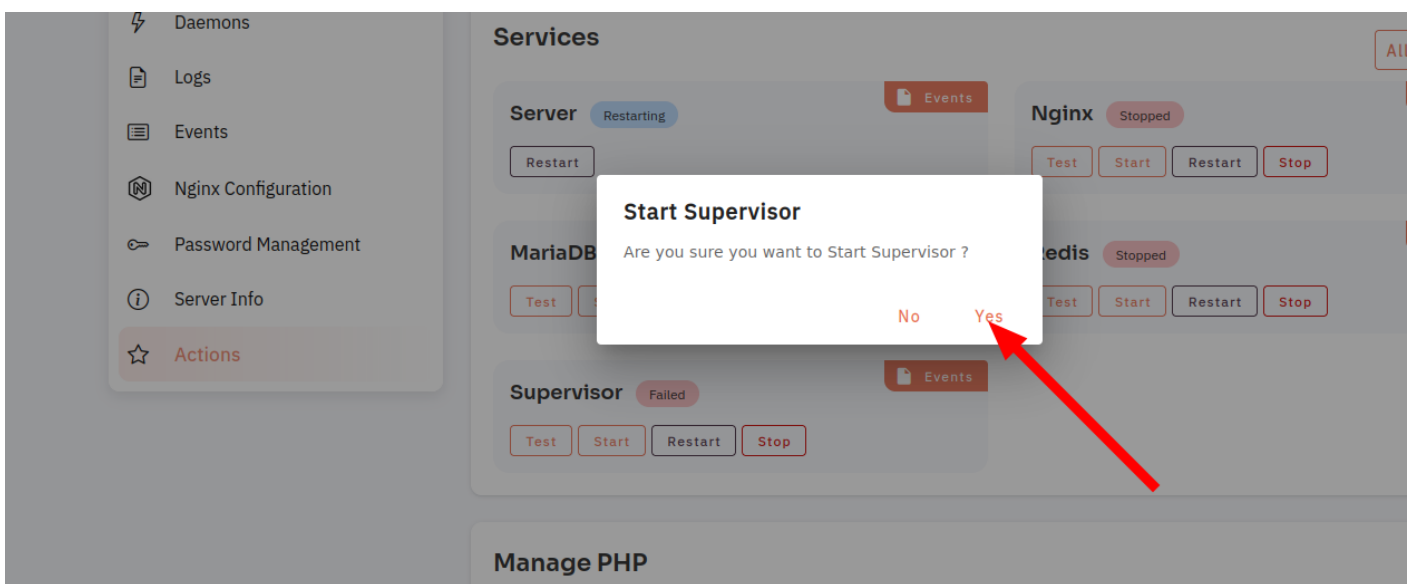 Daemons
Logs
Events
Nginx Configuration
Password Management
Server Info
Actions
Services
All
Server Restarting
Events
Restart
Nginx Stopped
Test Start Restart Stop
MariaDB
Test
Redis Stopped
Test Start Restart Stop
Start Supervisor
Are you sure you want to Start Supervisor ?
No Yes
Supervisor Failed
Events
Test Start Restart Stop
Manage PHP